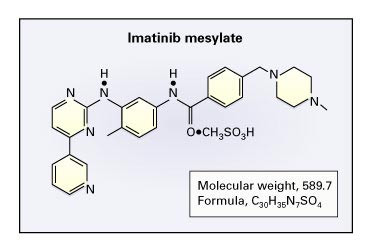 Imatinib mesylate
H
H
N
N
N
N
N
N
N
O•CH₃SO₃H
Molecular weight, 589.7
Formula, C₃₀H₃₅N₇SO₄